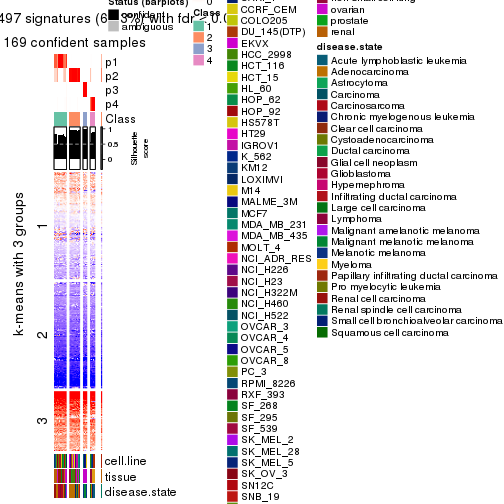 Status (barplots)
confident
ambiguous
497 signatures
169 confident samples
p1
p2
p3
p4
Class
1
0.5
0
Silhouette
score
Class
1
2
3
4
k-means with 3 groups
1
2
3
cell.line
tissue
disease.state
CCRF_CEM
COLO205
DU_145(DTP)
EKVX
HCC_2998
HCT_116
HCT_15
HL_60
HOP_62
HOP_92
HS578T
HT29
IGROV1
K_562
KM12
LOXIMVI
M14
MALME_3M
MCF7
MDA_MB_231
MDA_MB_435
MOLT_4
NCI_ADR_RES
NCI_H226
NCI_H23
NCI_H322M
NCI_H460
NCI_H522
OVCAR_3
OVCAR_4
OVCAR_5
OVCAR_8
PC_3
RPMI_8226
RXF_393
SF_268
SF_295
SF_539
SK_MEL_2
SK_MEL_28
SK_MEL_5
SK_OV_3
SN12C
SNB_19
ovarian
prostate
renal
disease.state
Acute lymphoblastic leukemia
Adenocarcinoma
Astrocytoma
Carcinoma
Carcinosarcoma
Chronic myelogenous leukemia
Clear cell carcinoma
Cystoadenocarcinoma
Ductal carcinoma
Glial cell neoplasm
Glioblastoma
Hypernephroma
Infiltrating ductal carcinoma
Large cell carcinoma
Lymphoma
Malignant amelanotic melanoma
Malignant melanotic melanoma
Melanotic melanoma
Myeloma
Papillary infiltrating ductal carcinoma
Pro myelocytic leukemia
Renal cell carcinoma
Renal spindle cell carcinoma
Small cell bronchioalveolar carcinoma
Squamous cell carcinoma